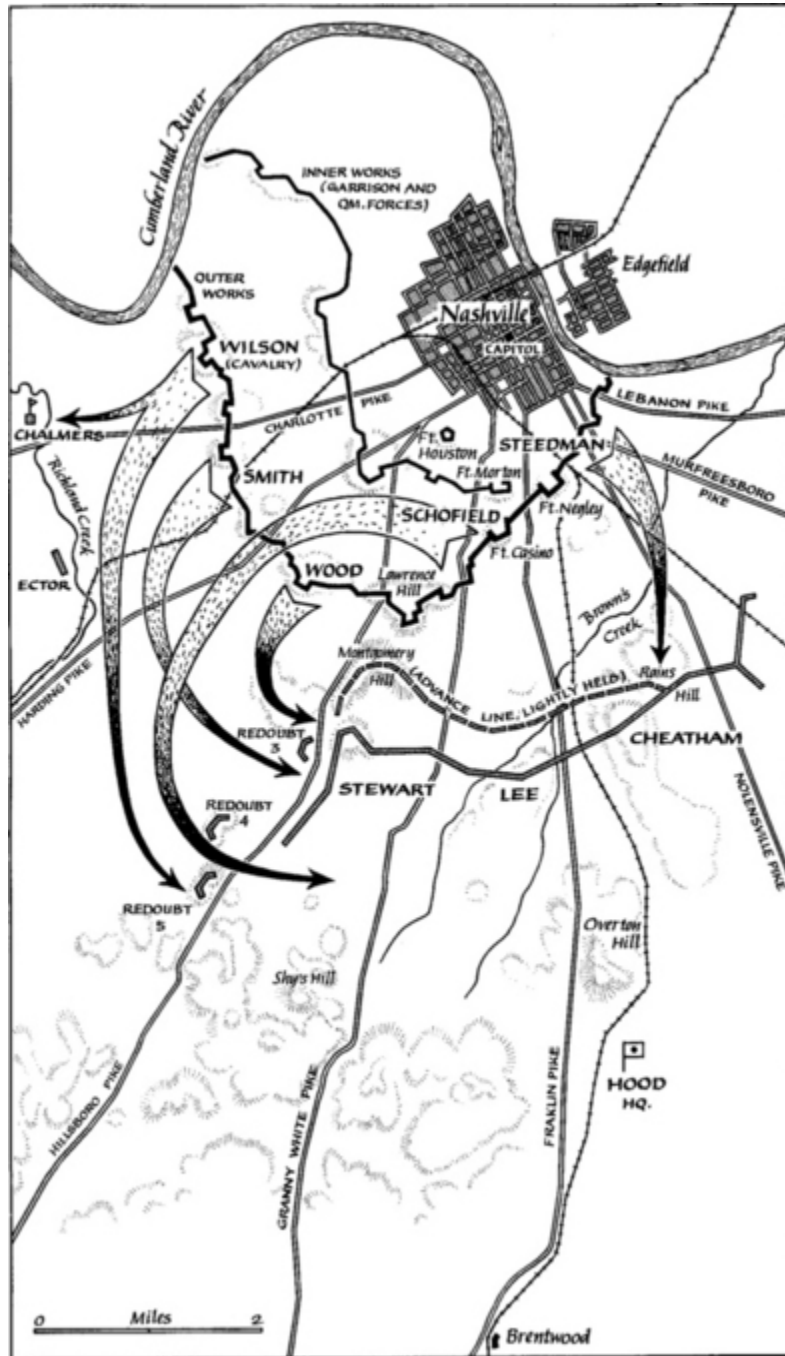 Cumberland River
INNER WORKS
(GARRISON AND
QM. FORCES)
OUTER
WORKS
Edgefield
Nashville
CAPITOL
WILSON
(CAVALRY)
LEBANON PIKE
CHARLOTTE PIKE
CHALMERS
Ft.
Houston
STEEDMAN
MURFREESBORO
PIKE
Richland Creek
SMITH
Ft. Morton
SCHOFIELD
Ft. Negley
Ft. Casino
ECTOR
WOOD
Lawrence
Hill
Brown's
Creek
HARDING PIKE
Montgomery
Hill
(ADVANCE LINE, LIGHTLY HELD)
Rains
Hill
REDOUBT
3
CHEATHAM
STEWART
LEE
NOLENSVILLE PIKE
REDOUBT
4
REDOUBT
5
Overton
Hill
Shy's Hill
HOOD
HQ.
HILLSBORO PIKE
GRANNY WHITE PIKE
FRAKLIN PIKE
0 Miles 2
Brentwood